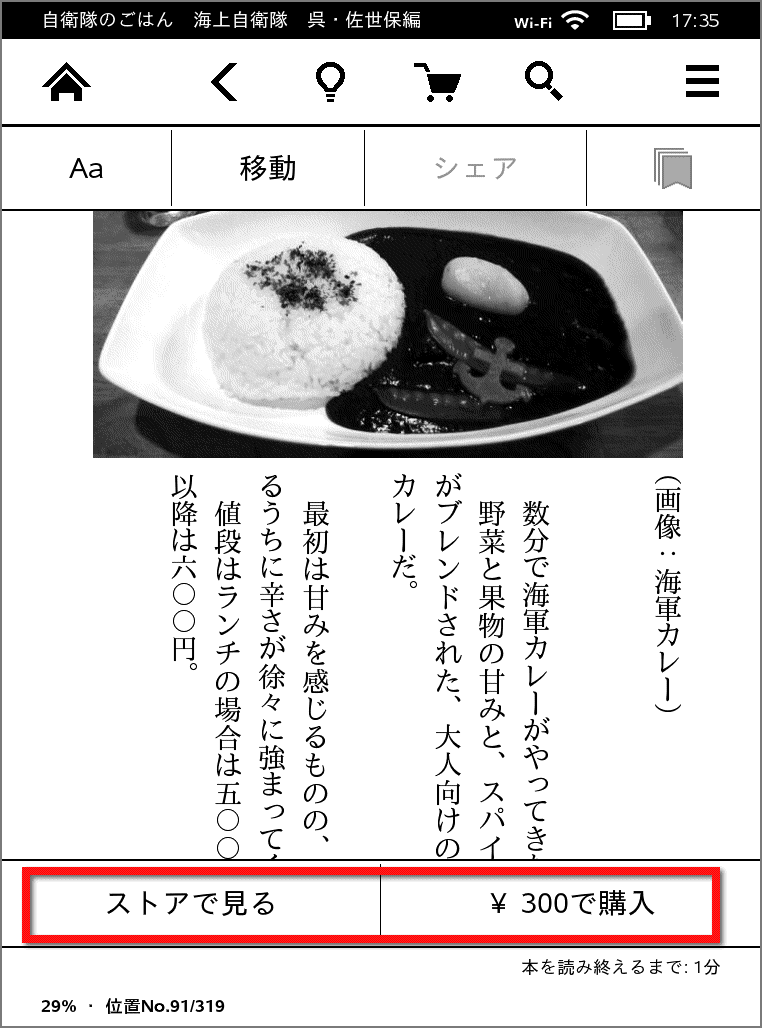 自衛隊のごはん 海上自衛隊 呉・佐世保編
Wi-Fi
17:35
Aa
移動
シェア
(画像：海軍カレー)
数分で海軍カレーがやってき
野菜と果物の甘みと、スパイ
がブレンドされた、大人向けの
カレーだ。
最初は甘みを感じるものの、
るうちに辛さが徐々に強まって
値段はランチの場合は五〇〇
以降は六〇〇円。
ストアで見る
¥ 300で購入
本を読み終えるまで: 1分
29% · 位置No.91/319